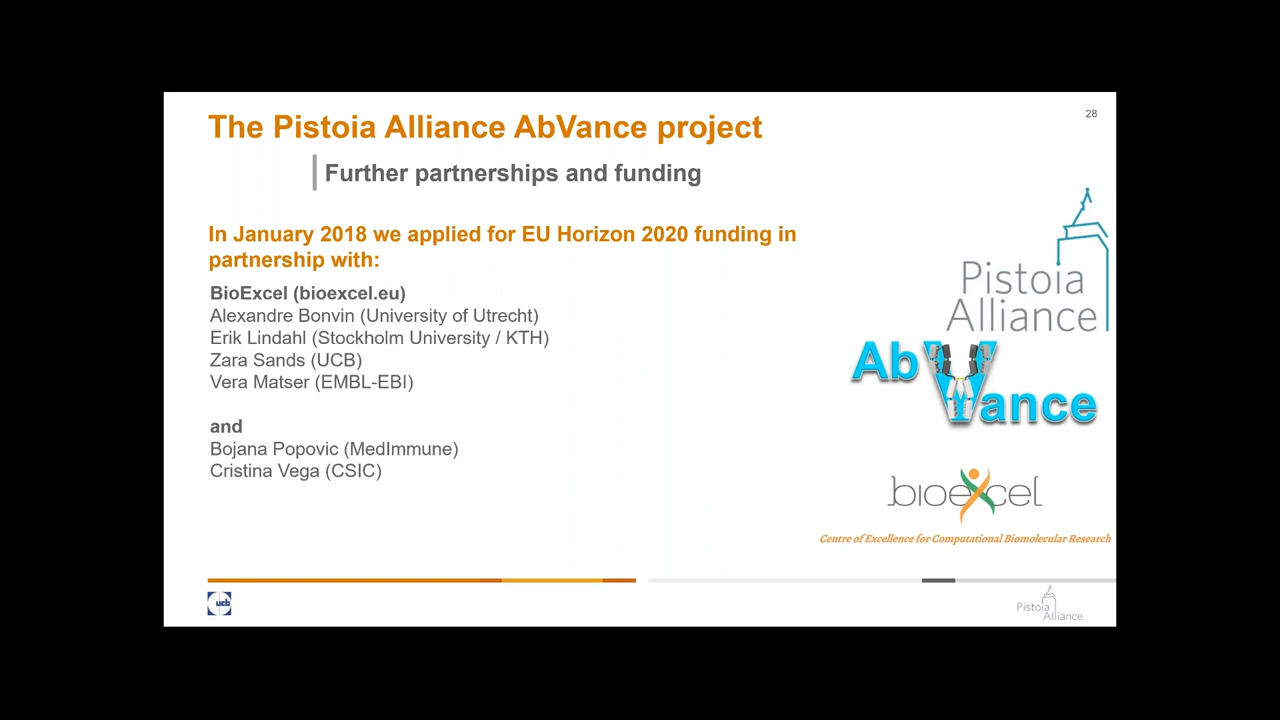 The Pistoia Alliance AbVance project
28
Further partnerships and funding
In January 2018 we applied for EU Horizon 2020 funding in
partnership with:
BioExcel (bioexcel.eu)
Alexandre Bonvin (University of Utrecht)
Erik Lindahl (Stockholm University / KTH)
Zara Sands (UCB)
Vera Matser (EMBL-EBI)
and
Bojana Popovic (MedImmune)
Cristina Vega (CSIC)
Pistoia
Alliance
Ab
Vance
bioexcel
Centre of Excellence for Computational Biomolecular Research
ucb
Pistoia
Alliance